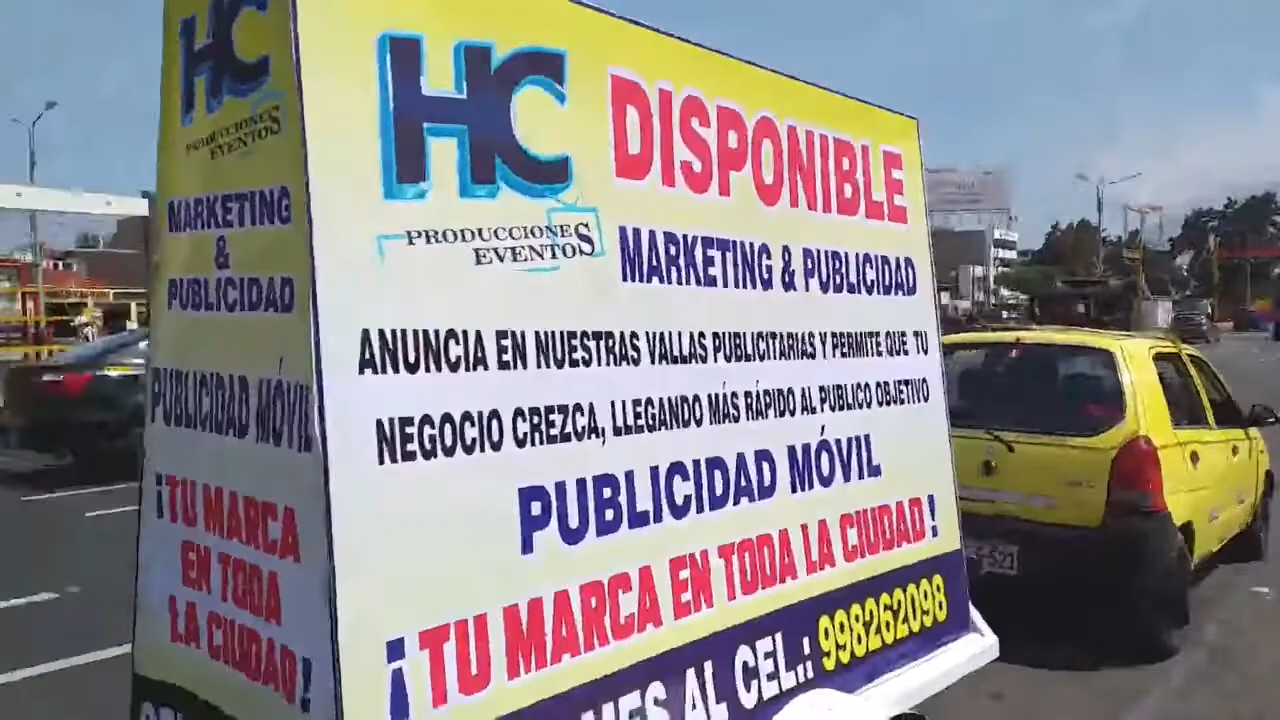 HC
PRODUCCIONES
EVENTOS
MARKETING
&
PUBLICIDAD
PUBLICIDAD MÓVIL
¡TU MARCA
EN TODA
LA CIUDAD!
HC
PRODUCCIONES
EVENTOS
DISPONIBLE
MARKETING & PUBLICIDAD
ANUNCIA EN NUESTRAS VALLAS PUBLICITARIAS Y PERMITE QUE TU
NEGOCIO CREZCA, LLEGANDO MÁS RÁPIDO AL PUBLICO OBJETIVO
PUBLICIDAD MÓVIL
¡TU MARCA EN TODA LA CIUDAD!
AL CEL.: 998262098